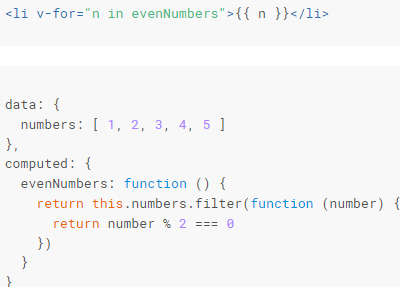 <li v-for="n in evenNumbers">{{ n }}</li>
data: {
  numbers: [ 1, 2, 3, 4, 5 ]
},
computed: {
  evenNumbers: function () {
    return this.numbers.filter(function (number) {
      return number % 2 === 0
    })
  }
}